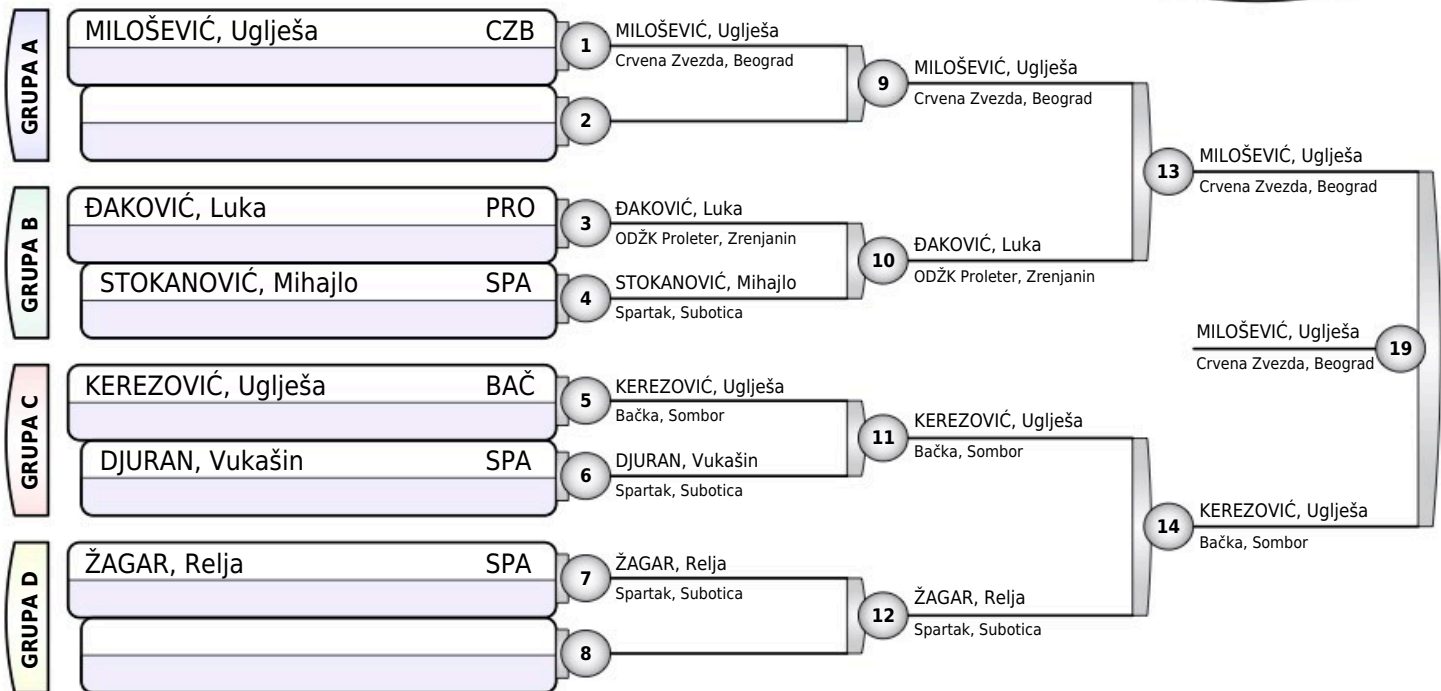 GRUPA A
MILOŠEVIĆ, Uglješa CZB
1
MILOŠEVIĆ, Uglješa
Crvena Zvezda, Beograd
2
9
MILOŠEVIĆ, Uglješa
Crvena Zvezda, Beograd
GRUPA B
ĐAKOVIĆ, Luka PRO
3
ĐAKOVIĆ, Luka
ODŽK Proleter, Zrenjanin
STOKANOVIĆ, Mihajlo SPA
4
STOKANOVIĆ, Mihajlo
Spartak, Subotica
10
ĐAKOVIĆ, Luka
ODŽK Proleter, Zrenjanin
13
MILOŠEVIĆ, Uglješa
Crvena Zvezda, Beograd
MILOŠEVIĆ, Uglješa
Crvena Zvezda, Beograd
19
GRUPA C
KEREZOVIĆ, Uglješa BAČ
5
KEREZOVIĆ, Uglješa
Bačka, Sombor
DJURAN, Vukašin SPA
6
DJURAN, Vukašin
Spartak, Subotica
11
KEREZOVIĆ, Uglješa
Bačka, Sombor
14
KEREZOVIĆ, Uglješa
Bačka, Sombor
GRUPA D
ŽAGAR, Relja SPA
7
ŽAGAR, Relja
Spartak, Subotica
8
12
ŽAGAR, Relja
Spartak, Subotica